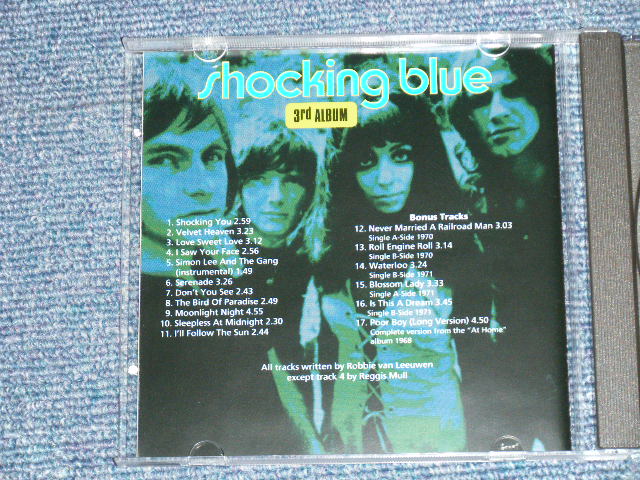 shocking blue
3rd ALBUM
1. Shocking You 2.59
2. Velvet Heaven 3.23
3. Love Sweet Love 3.12
4. I Saw Your Face 2.56
5. Simon Lee And The Gang
(instrumental) 1.49
6. Serenade 3.26
7. Don't You See 2.43
8. The Bird Of Paradise 2.49
9. Moonlight Night 4.55
10. Sleepless At Midnight 2.30
11. I'll Follow The Sun 2.44
Bonus Tracks
12. Never Married A Railroad Man 3.03
Single A-Side 1970
13. Roll Engine Roll 3.14
Single B-Side 1970
14. Waterloo 3.24
Single B-Side 1971
15. Blossom Lady 3.33
Single A-Side 1971
16. Is This A Dream 3.45
Single B-Side 1971
17. Poor Boy (Long Version) 4.50
Complete version from the "At Home"
album 1968
All tracks written by Robbie van Leeuwen
except track 4 by Reggis Mull